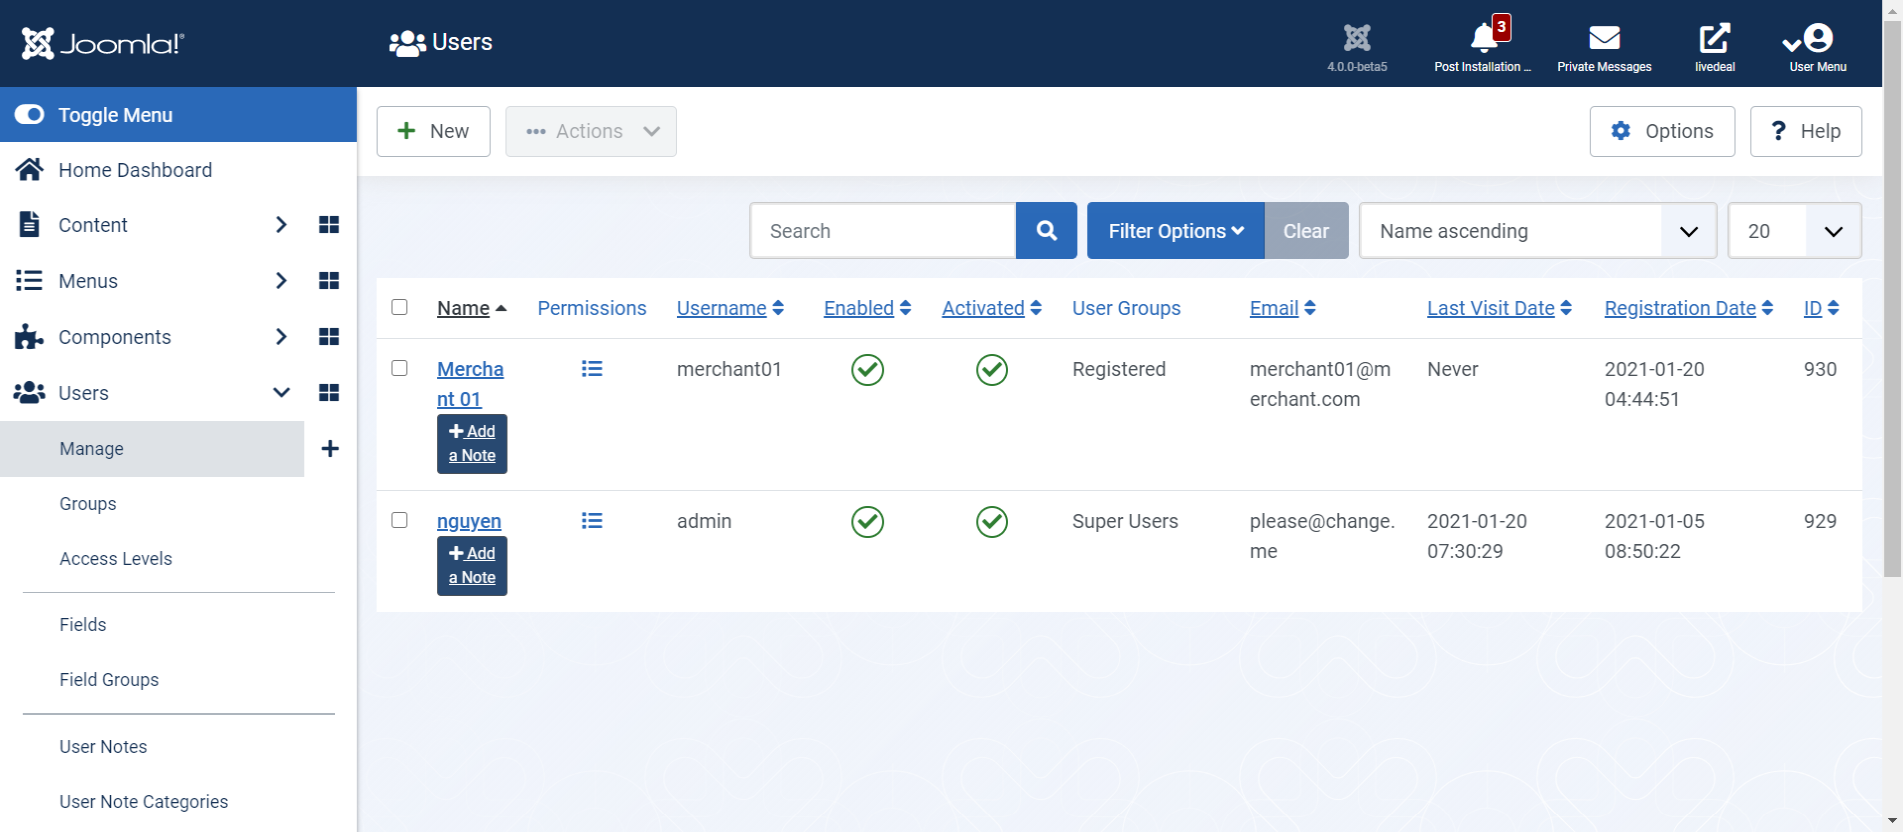 Joomla!®
Users
4.0.0-beta5
3
Post Installation ...
Private Messages
livedeal
User Menu
Toggle Menu
Home Dashboard
Content
Menus
Components
Users
Manage
Groups
Access Levels
Fields
Field Groups
User Notes
User Note Categories
New
Actions
Options
? Help
Search
Filter Options
Clear
Name ascending
20
Name Permissions Username Enabled Activated User Groups Email Last Visit Date Registration Date ID
Mercha merchant01 Registered merchant01@m Never 2021-01-20 930
nt 01 erchant.com 04:44:51
+ Add
a Note
nguyen admin Super Users please@change. 2021-01-20 2021-01-05 929
me 07:30:29 08:50:22
+ Add
a Note